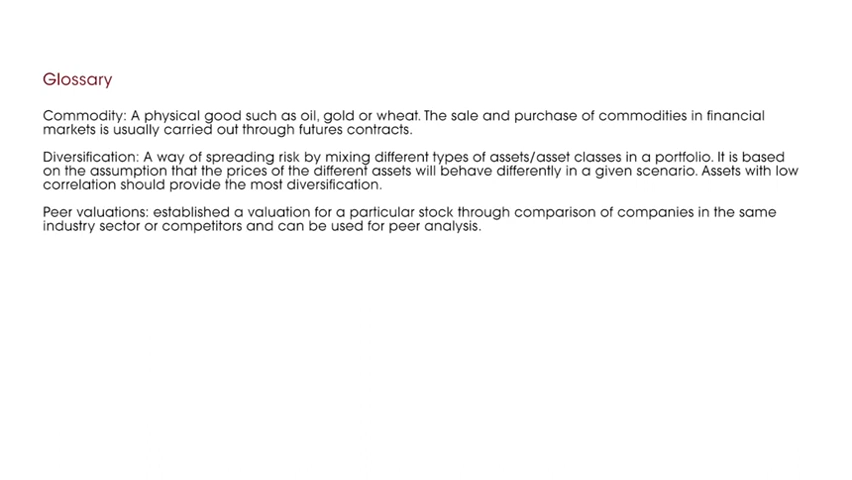 Glossary
Commodity: A physical good such as oil, gold or wheat. The sale and purchase of commodities in financial
markets is usually carried out through futures contracts.
Diversification: A way of spreading risk by mixing different types of assets/asset classes in a portfolio. It is based
on the assumption that the prices of the different assets will behave differently in a given scenario. Assets with low
correlation should provide the most diversification.
Peer valuations: established a valuation for a particular stock through comparison of companies in the same
industry sector or competitors and can be used for peer analysis.